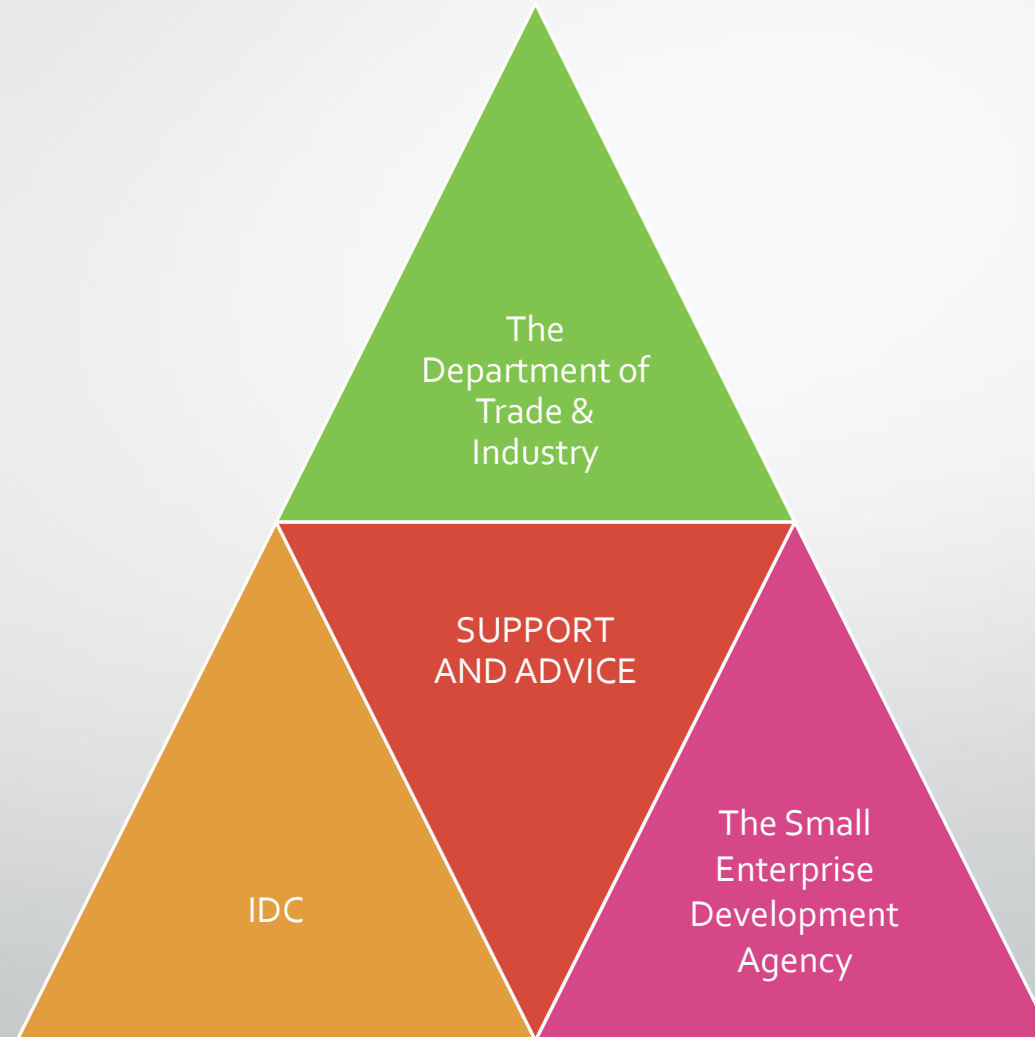 The
Department of
Trade &
Industry
SUPPORT
AND ADVICE
IDC
The Small
Enterprise
Development
Agency